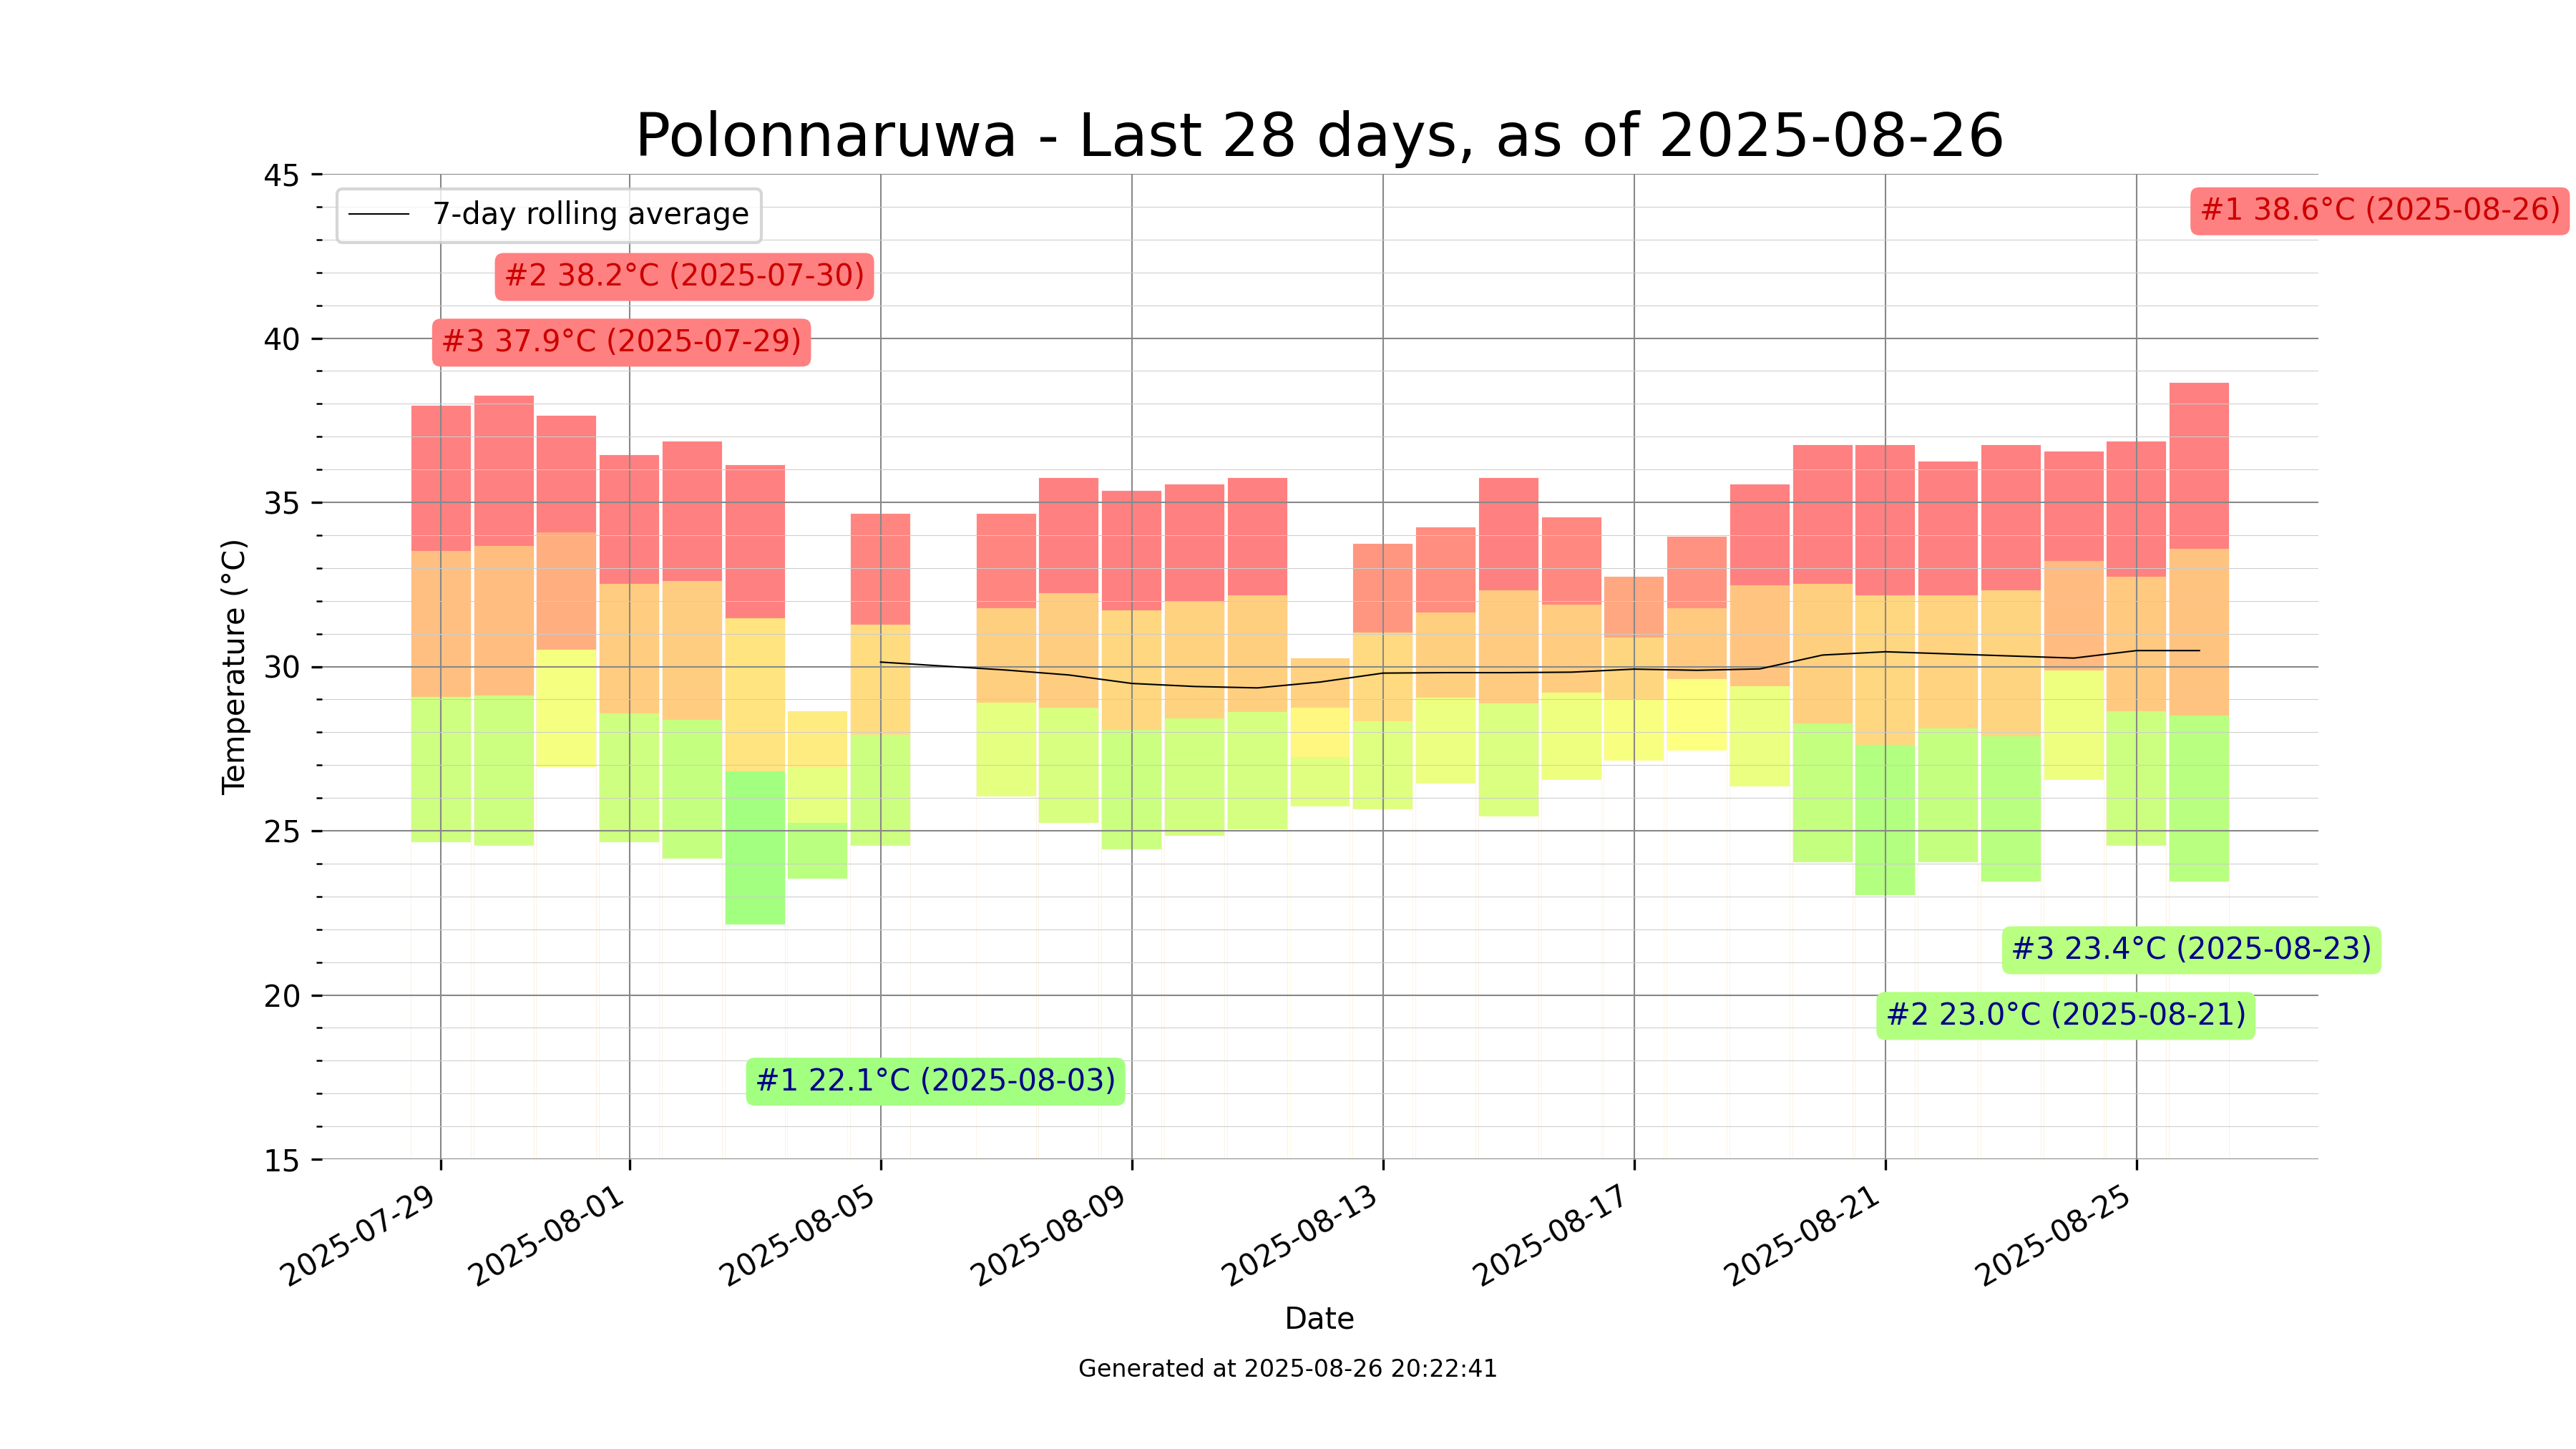 Polonnaruwa - Last 28 days, as of 2025-08-26
45
7-day rolling average
#1 38.6°C (2025-08-26)
#2 38.2°C (2025-07-30)
#3 37.9°C (2025-07-29)
40
35
30
25
20
15
Temperature (°C)
#3 23.4°C (2025-08-23)
#2 23.0°C (2025-08-21)
#1 22.1°C (2025-08-03)
2025-07-29
2025-08-01
2025-08-05
2025-08-09
2025-08-13
2025-08-17
2025-08-21
2025-08-25
Date
Generated at 2025-08-26 20:22:41